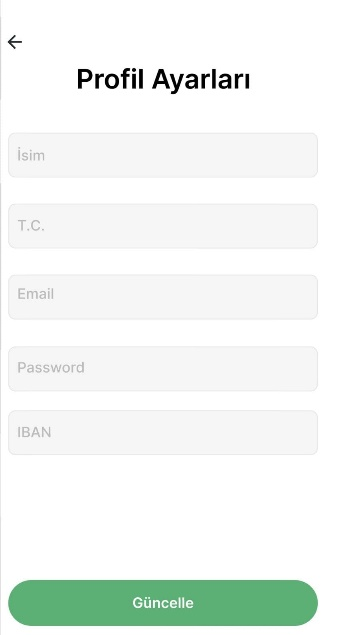 Profil Ayarları
İsim
T.C.
Email
Password
IBAN
Güncelle